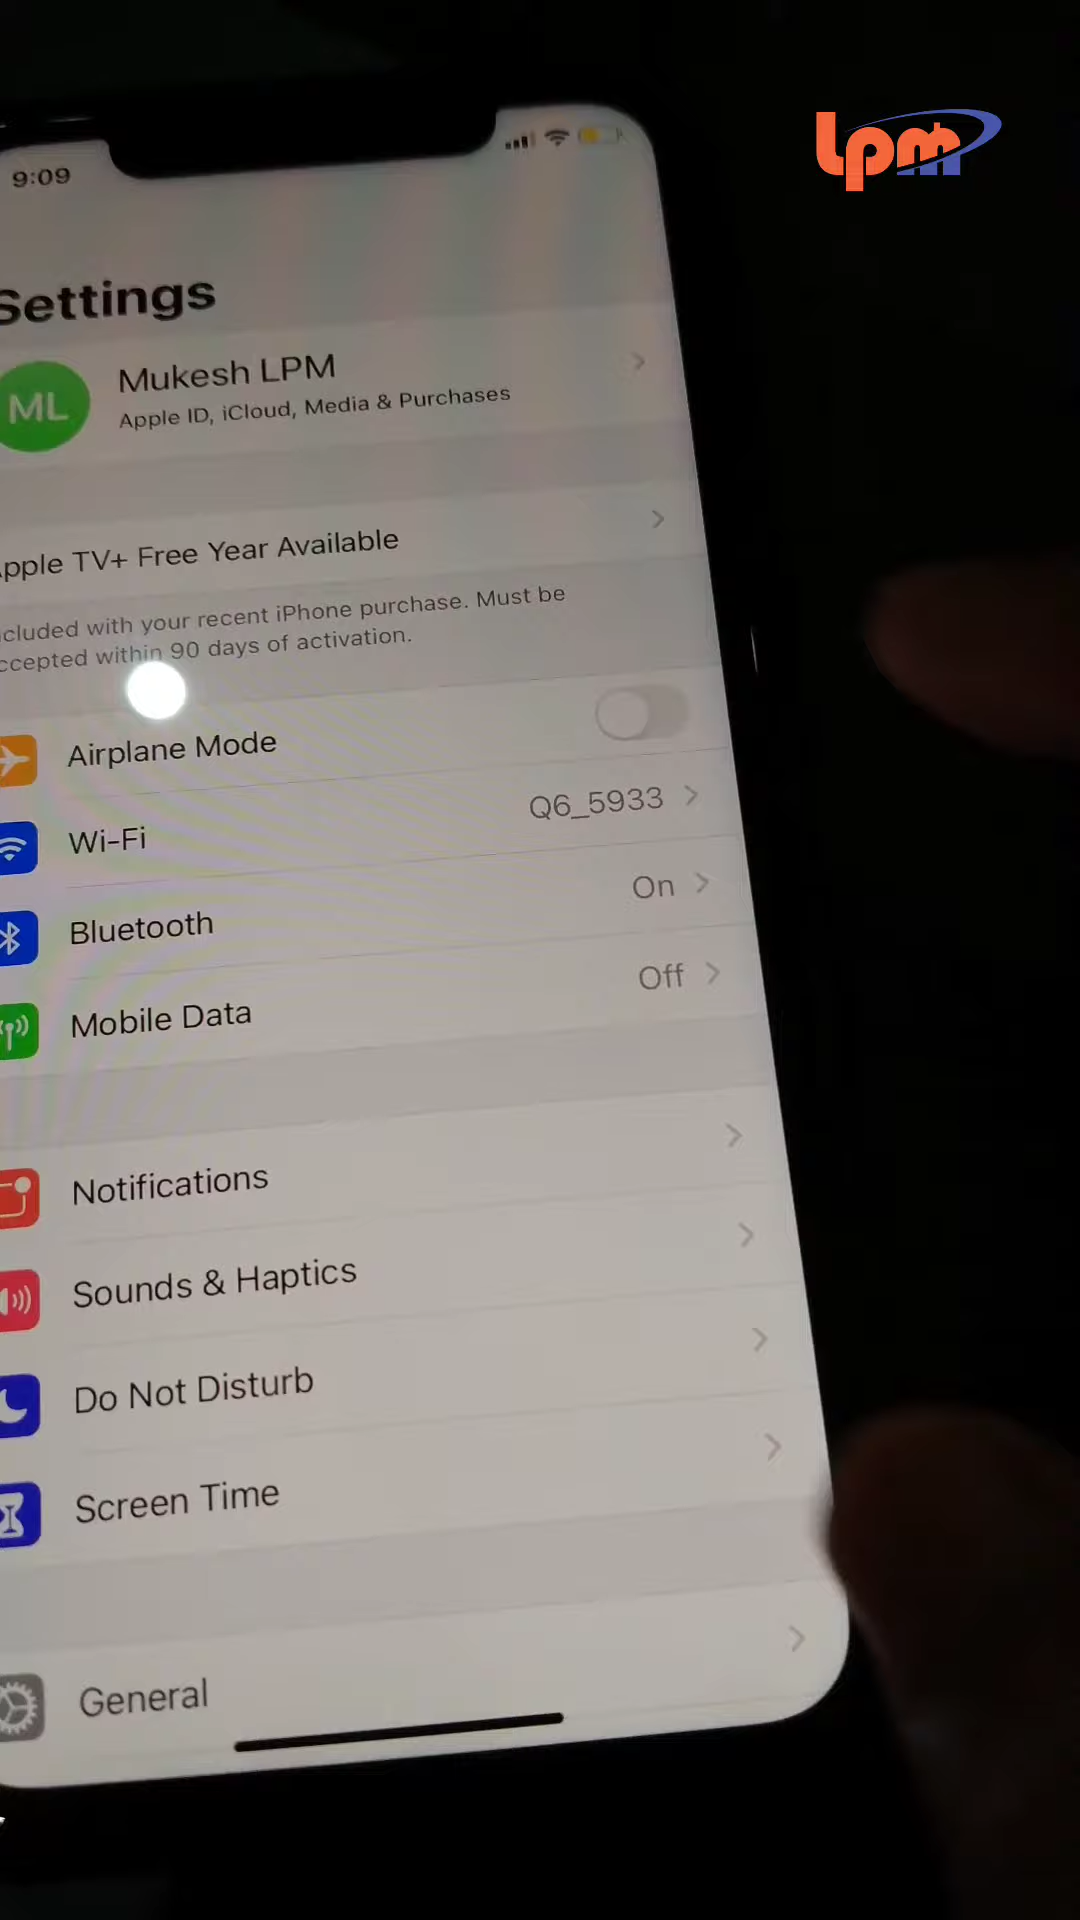 lpm
9:09
Settings
ML
Mukesh LPM
Apple ID, iCloud, Media & Purchases
pple TV+ Free Year Available
cluded with your recent iPhone purchase. Must be
ccepted within 90 days of activation.
Airplane Mode
Wi-Fi
Q6_5933
Bluetooth
On
Mobile Data
Off
Notifications
Sounds & Haptics
Do Not Disturb
Screen Time
General